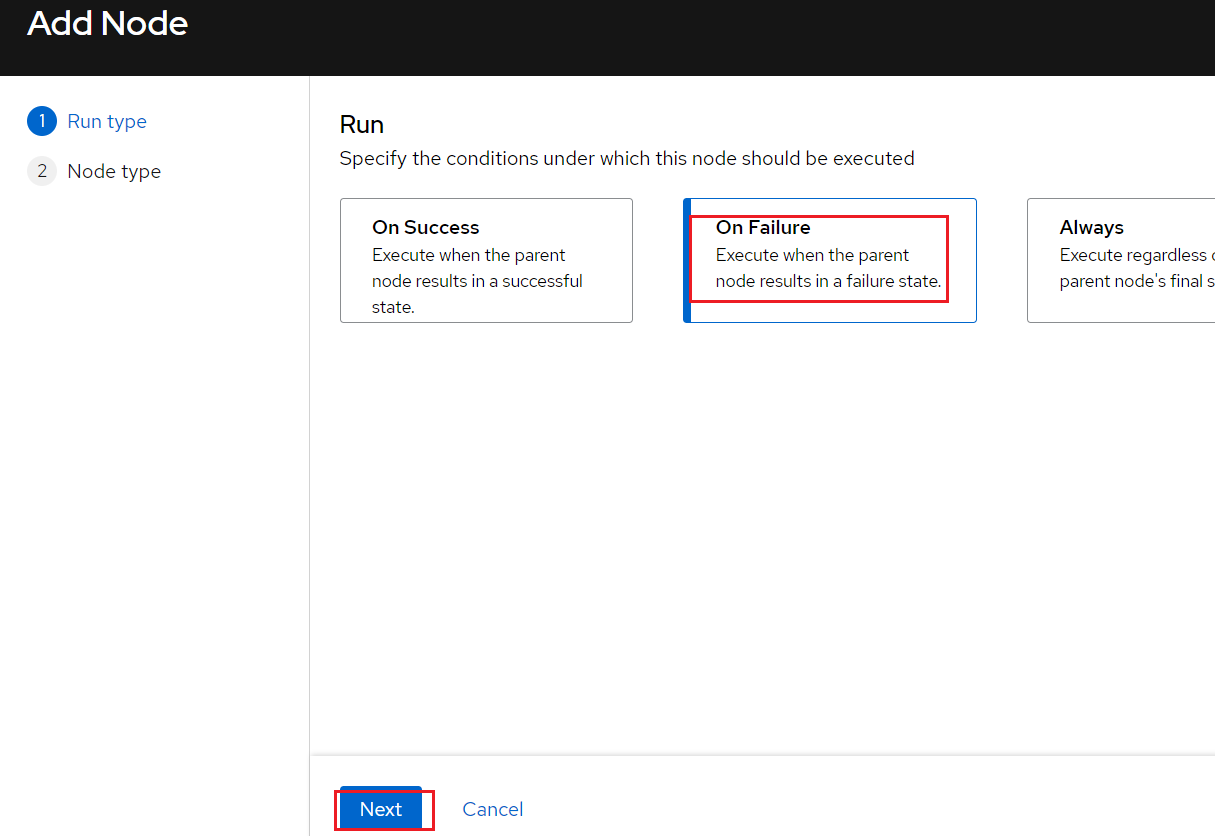 Add Node
1 Run type
2 Node type
Run
Specify the conditions under which this node should be executed
On Success
Execute when the parent
node results in a successful
state.
On Failure
Execute when the parent
node results in a failure state.
Always
Execute regardless
parent node's final
Next
Cancel